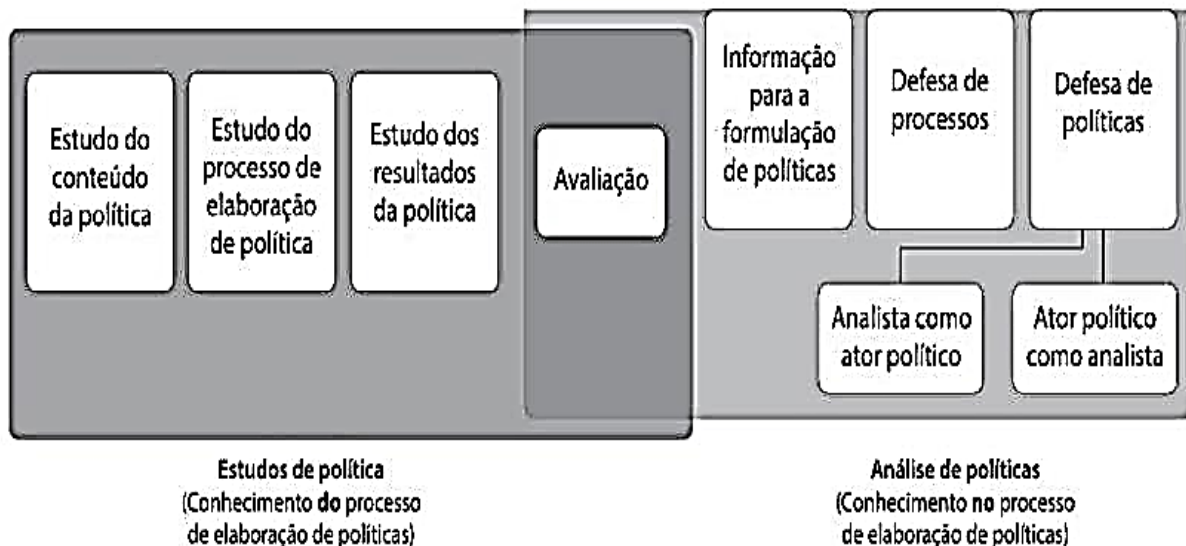 Estudo do
conteúdo
da política
Estudo do
processo de
elaboração
de política
Estudo dos
resultados
da política
Avaliação
Informação
para a
formulação
de políticas
Defesa de
processos
Defesa de
políticas
Analista como
ator político
Ator político
como analista
Estudos de política
(Conhecimento do processo
de elaboração de políticas)
Análise de políticas
(Conhecimento no processo
de elaboração de políticas)